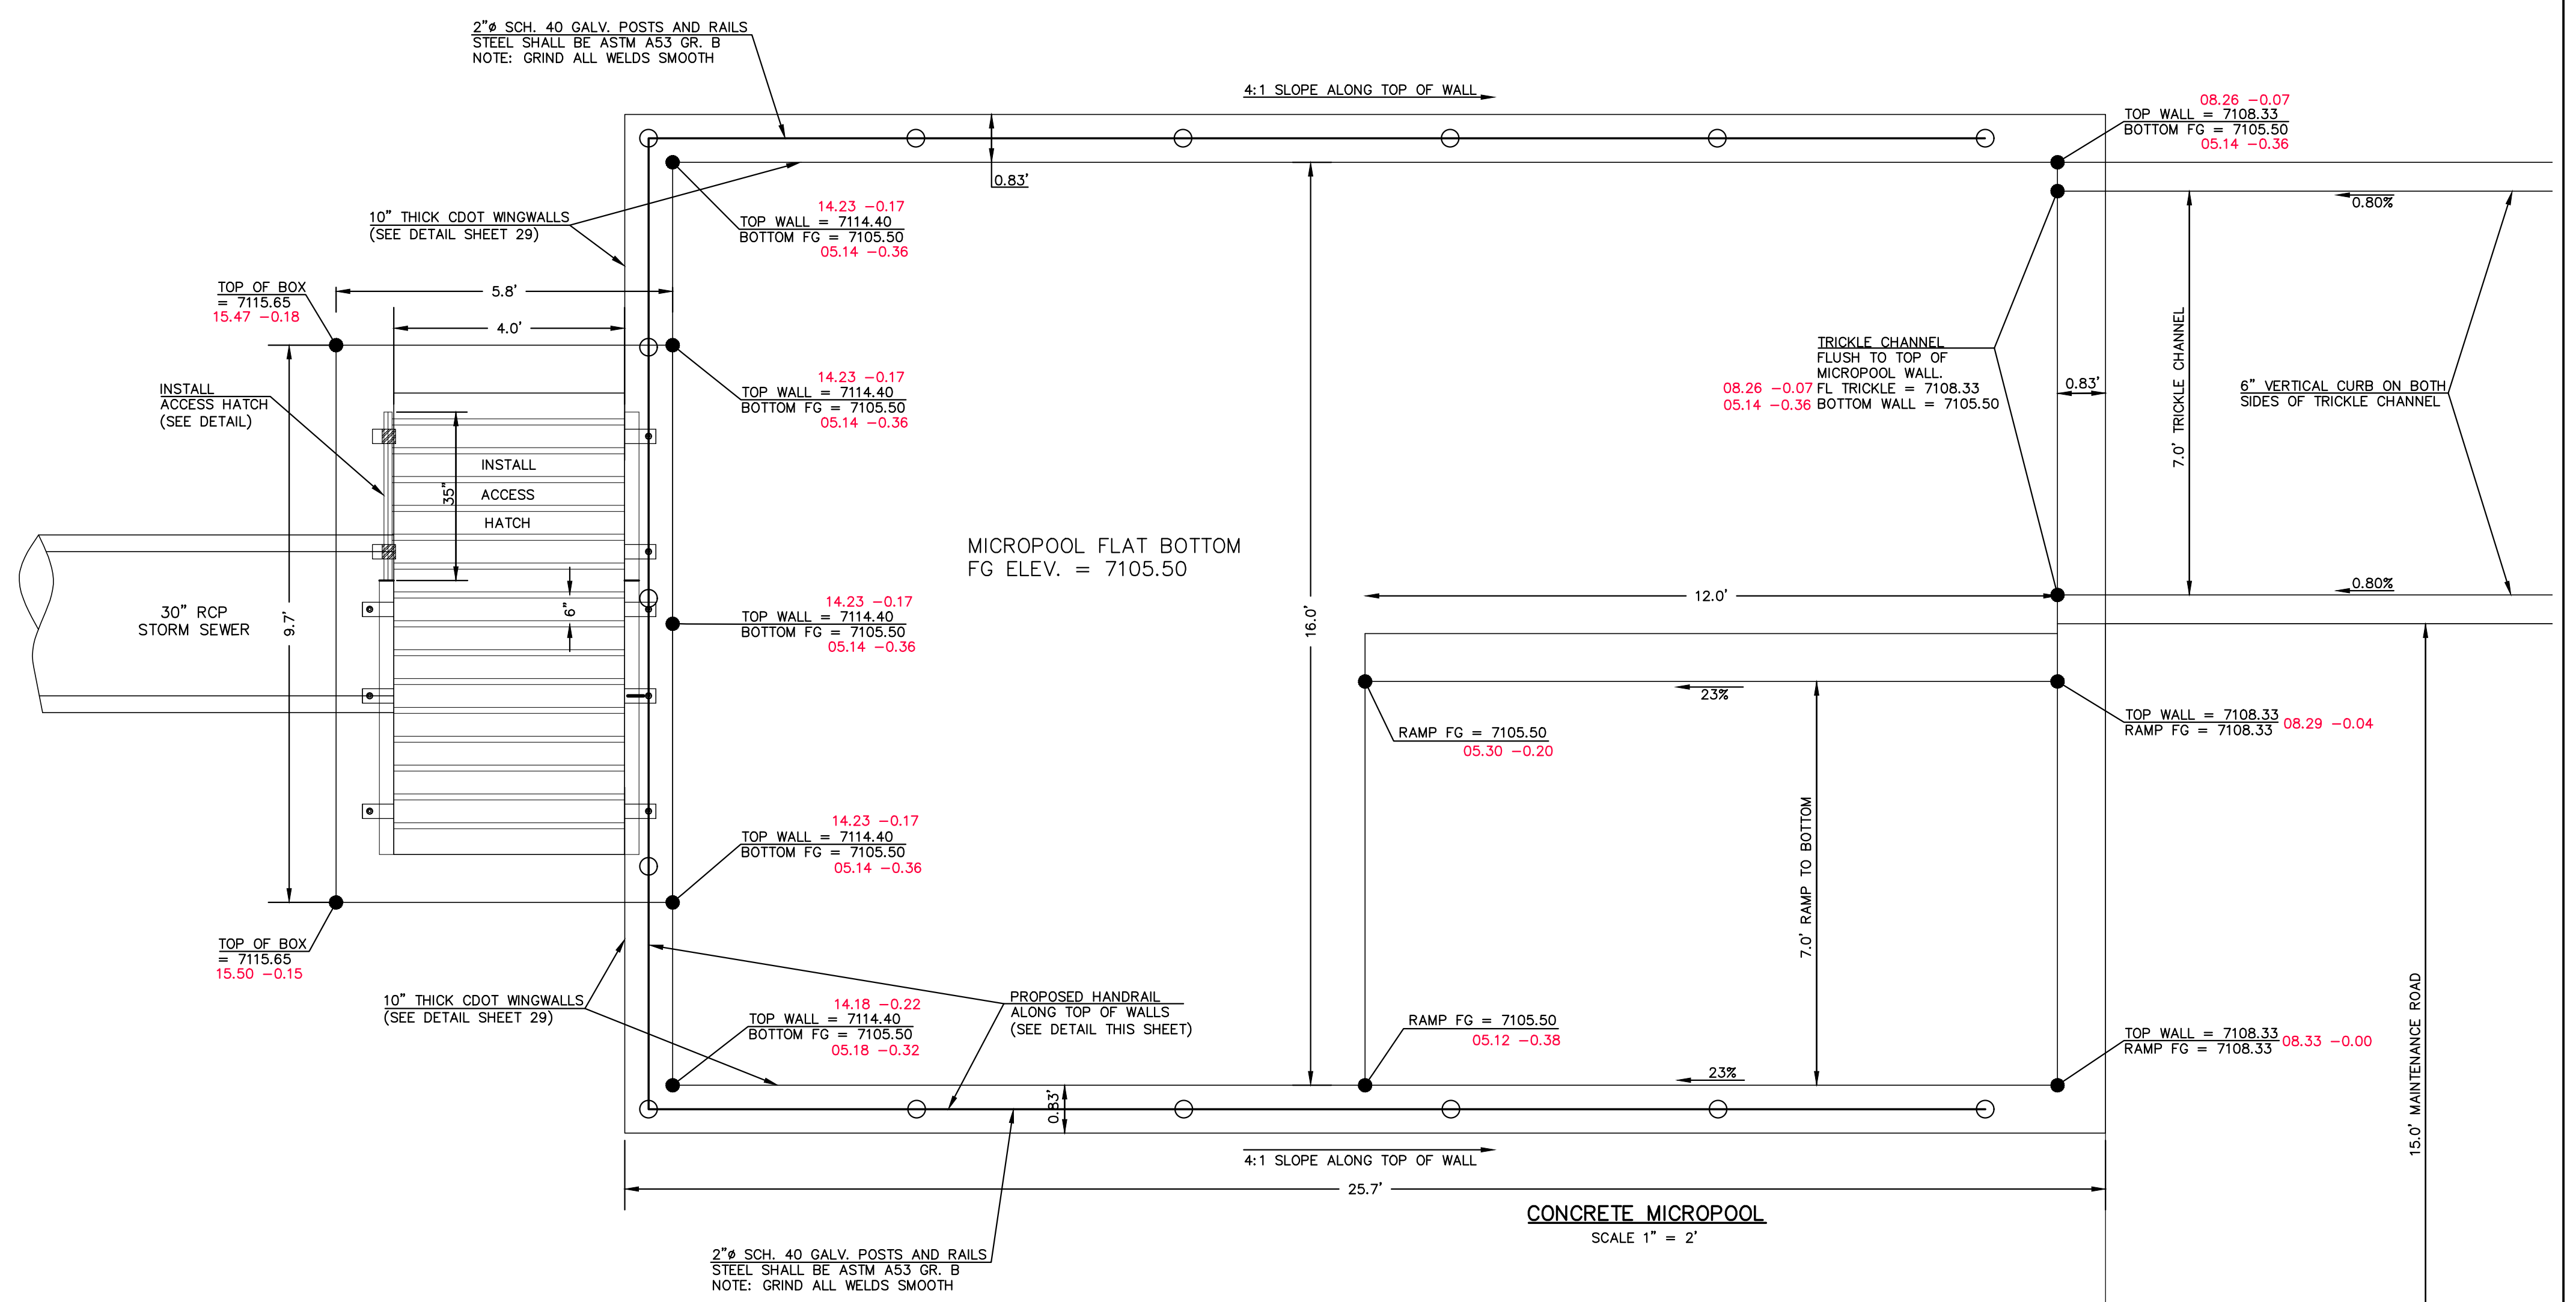 2"ø SCH. 40 GALV. POSTS AND RAILS
STEEL SHALL BE ASTM A53 GR. B
NOTE: GRIND ALL WELDS SMOOTH
4:1 SLOPE ALONG TOP OF WALL
08.26 -0.07
TOP WALL = 7108.33
BOTTOM FG = 7105.50
05.14 -0.36
0.83'
10" THICK CDOT WINGWALLS
(SEE DETAIL SHEET 29)
14.23 -0.17
TOP WALL = 7114.40
BOTTOM FG = 7105.50
05.14 -0.36
0.80%
TOP OF BOX
= 7115.65
15.47 -0.18
5.8'
4.0'
INSTALL
ACCESS HATCH
(SEE DETAIL)
14.23 -0.17
TOP WALL = 7114.40
BOTTOM FG = 7105.50
05.14 -0.36
TRICKLE CHANNEL
FLUSH TO TOP OF
MICROPOOL WALL.
08.26 -0.07 FL TRICKLE = 7108.33
05.14 -0.36 BOTTOM WALL = 7105.50
0.83'
7.0' TRICKLE CHANNEL
6" VERTICAL CURB ON BOTH
SIDES OF TRICKLE CHANNEL
35"
INSTALL
ACCESS
HATCH
MICROPOOL FLAT BOTTOM
FG ELEV. = 7105.50
0.80%
12.0'
16.0'
6"
9.7'
30" RCP
STORM SEWER
14.23 -0.17
TOP WALL = 7114.40
BOTTOM FG = 7105.50
05.14 -0.36
23%
RAMP FG = 7105.50
05.30 -0.20
TOP WALL = 7108.33
RAMP FG = 7108.33
08.29 -0.04
14.23 -0.17
TOP WALL = 7114.40
BOTTOM FG = 7105.50
05.14 -0.36
7.0' RAMP TO BOTTOM
TOP OF BOX
= 7115.65
15.50 -0.15
10" THICK CDOT WINGWALLS
(SEE DETAIL SHEET 29)
14.18 -0.22
TOP WALL = 7114.40
BOTTOM FG = 7105.50
05.18 -0.32
PROPOSED HANDRAIL
ALONG TOP OF WALLS
(SEE DETAIL THIS SHEET)
RAMP FG = 7105.50
05.12 -0.38
TOP WALL = 7108.33
RAMP FG = 7108.33
08.33 -0.00
15.0' MAINTENANCE ROAD
23%
0.83'
4:1 SLOPE ALONG TOP OF WALL
25.7'
CONCRETE MICROPOOL
SCALE 1" = 2'
2"ø SCH. 40 GALV. POSTS AND RAILS
STEEL SHALL BE ASTM A53 GR. B
NOTE: GRIND ALL WELDS SMOOTH